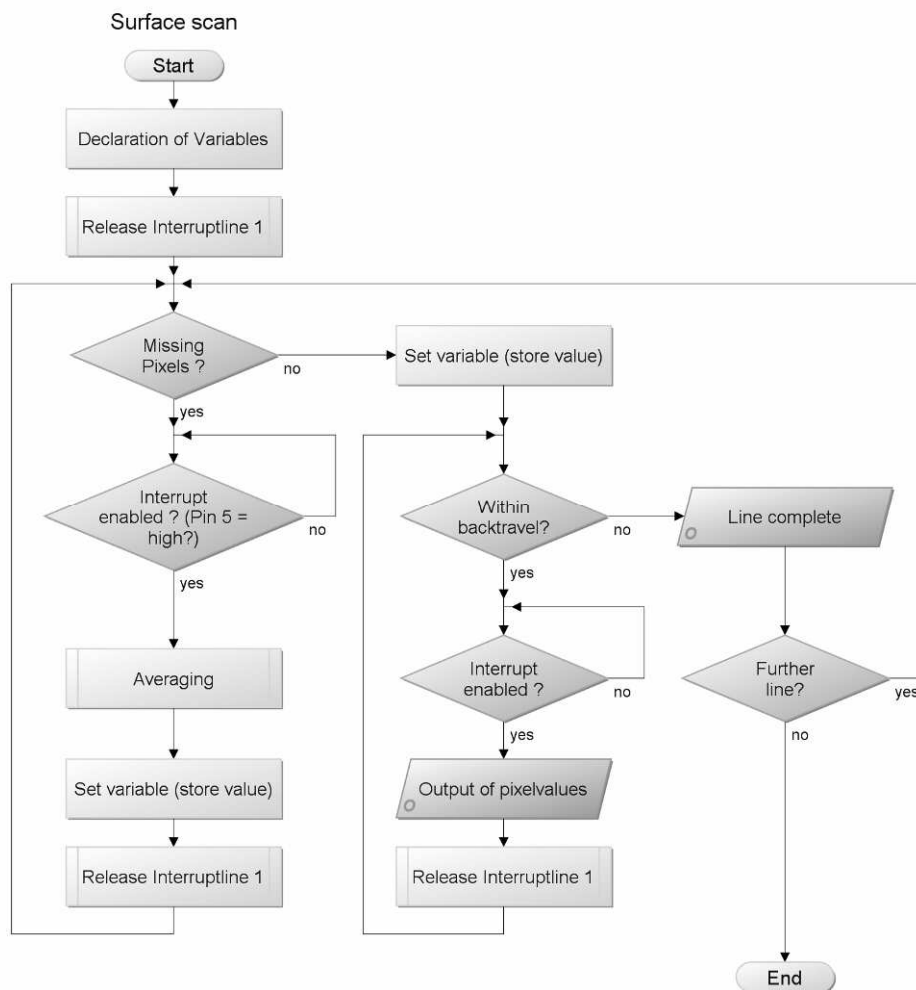 Surface scan
Start
Declaration of Variables
Release Interruptline 1
Missing
Pixels ?
no
yes
Interrupt
enabled ? (Pin 5 =
high?)
no
yes
Averaging
Set variable (store value)
Release Interruptline 1
Set variable (store value)
Within
backtravel?
no
yes
Interrupt
enabled ?
no
yes
Output of pixelvalues
Release Interruptline 1
Line complete
Further
line?
yes
no
End